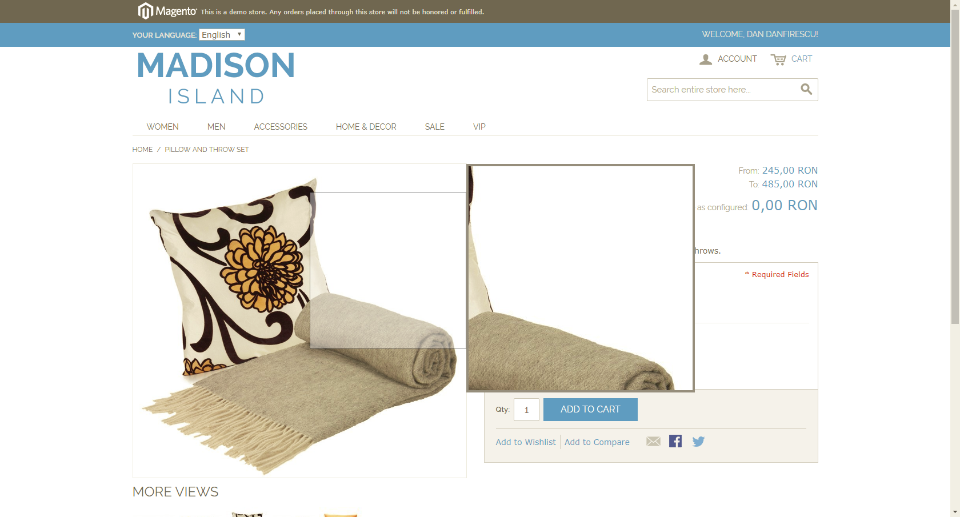 Magento This is a demo store. Any orders placed through this store will not be honored or fulfilled.
YOUR LANGUAGE: English
WELCOME, DAN DANFIRESCU!
MADISON
ISLAND
ACCOUNT CART
Search entire store here...
WOMEN MEN ACCESSORIES HOME & DECOR SALE VIP
HOME / PILLOW AND THROW SET
From: 245,00 RON
To: 485,00 RON
as configured: 0,00 RON
hrows.
* Required Fields
Qty: 1 ADD TO CART
Add to Wishlist Add to Compare
MORE VIEWS